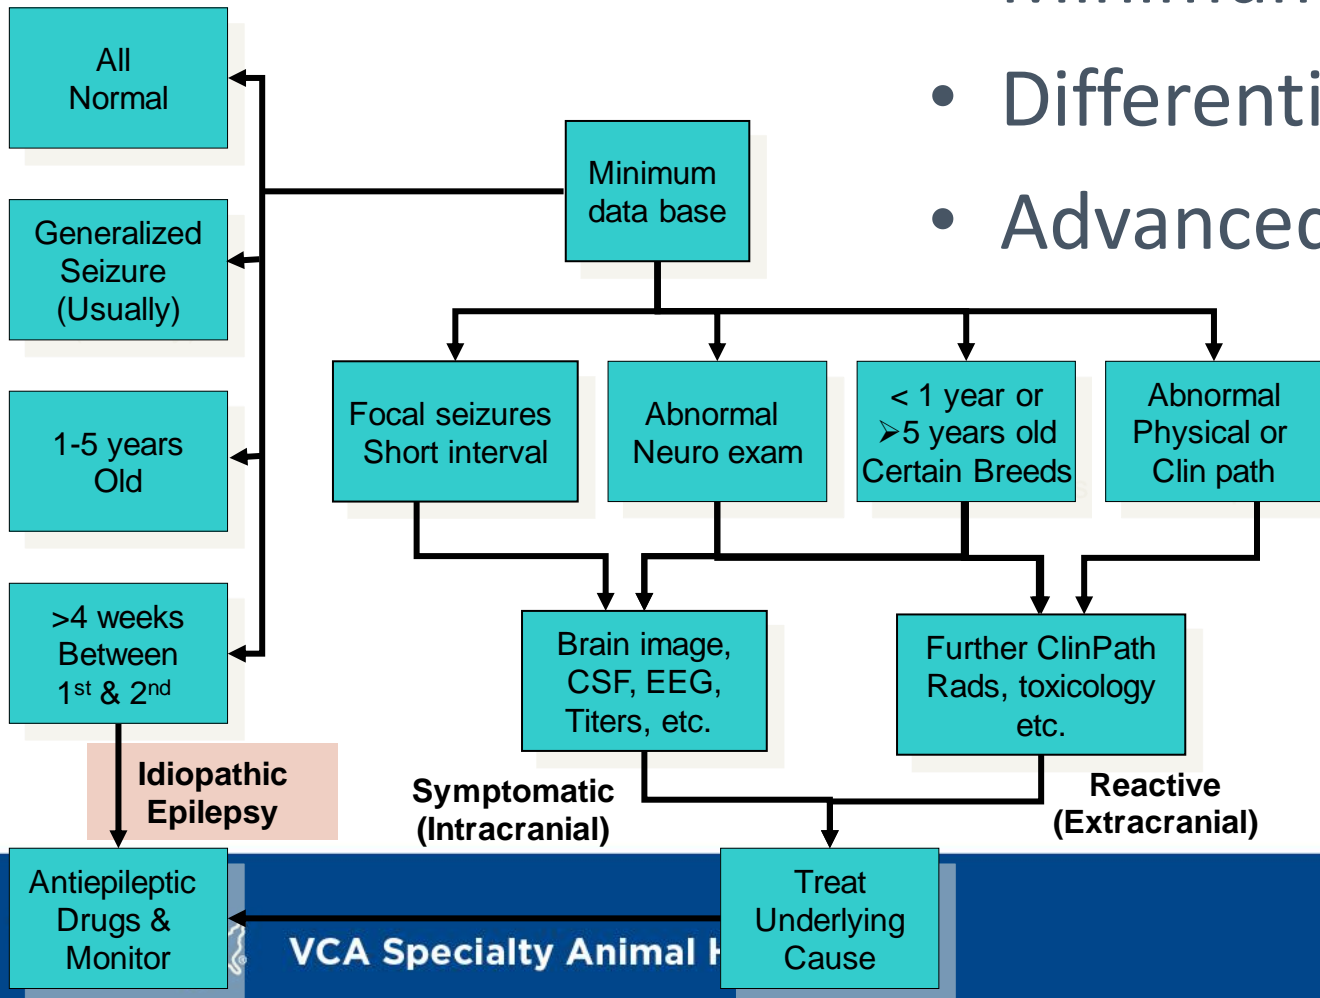 All
Normal
Generalized
Seizure
(Usually)
1-5 years
Old
>4 weeks
Between
1st & 2nd
Idiopathic
Epilepsy
Antiepileptic
Drugs &
Monitor
Minimum
data base
• Differenti
• Advanced
Focal seizures
Short interval
Abnormal
Neuro exam
< 1 year or
➢5 years old
Certain Breeds
Abnormal
Physical or
Clin path
Brain image,
CSF, EEG,
Titers, etc.
Further ClinPath
Rads, toxicology
etc.
Symptomatic
(Intracranial)
Reactive
(Extracranial)
Treat
Underlying
Cause
VCA Specialty Animal